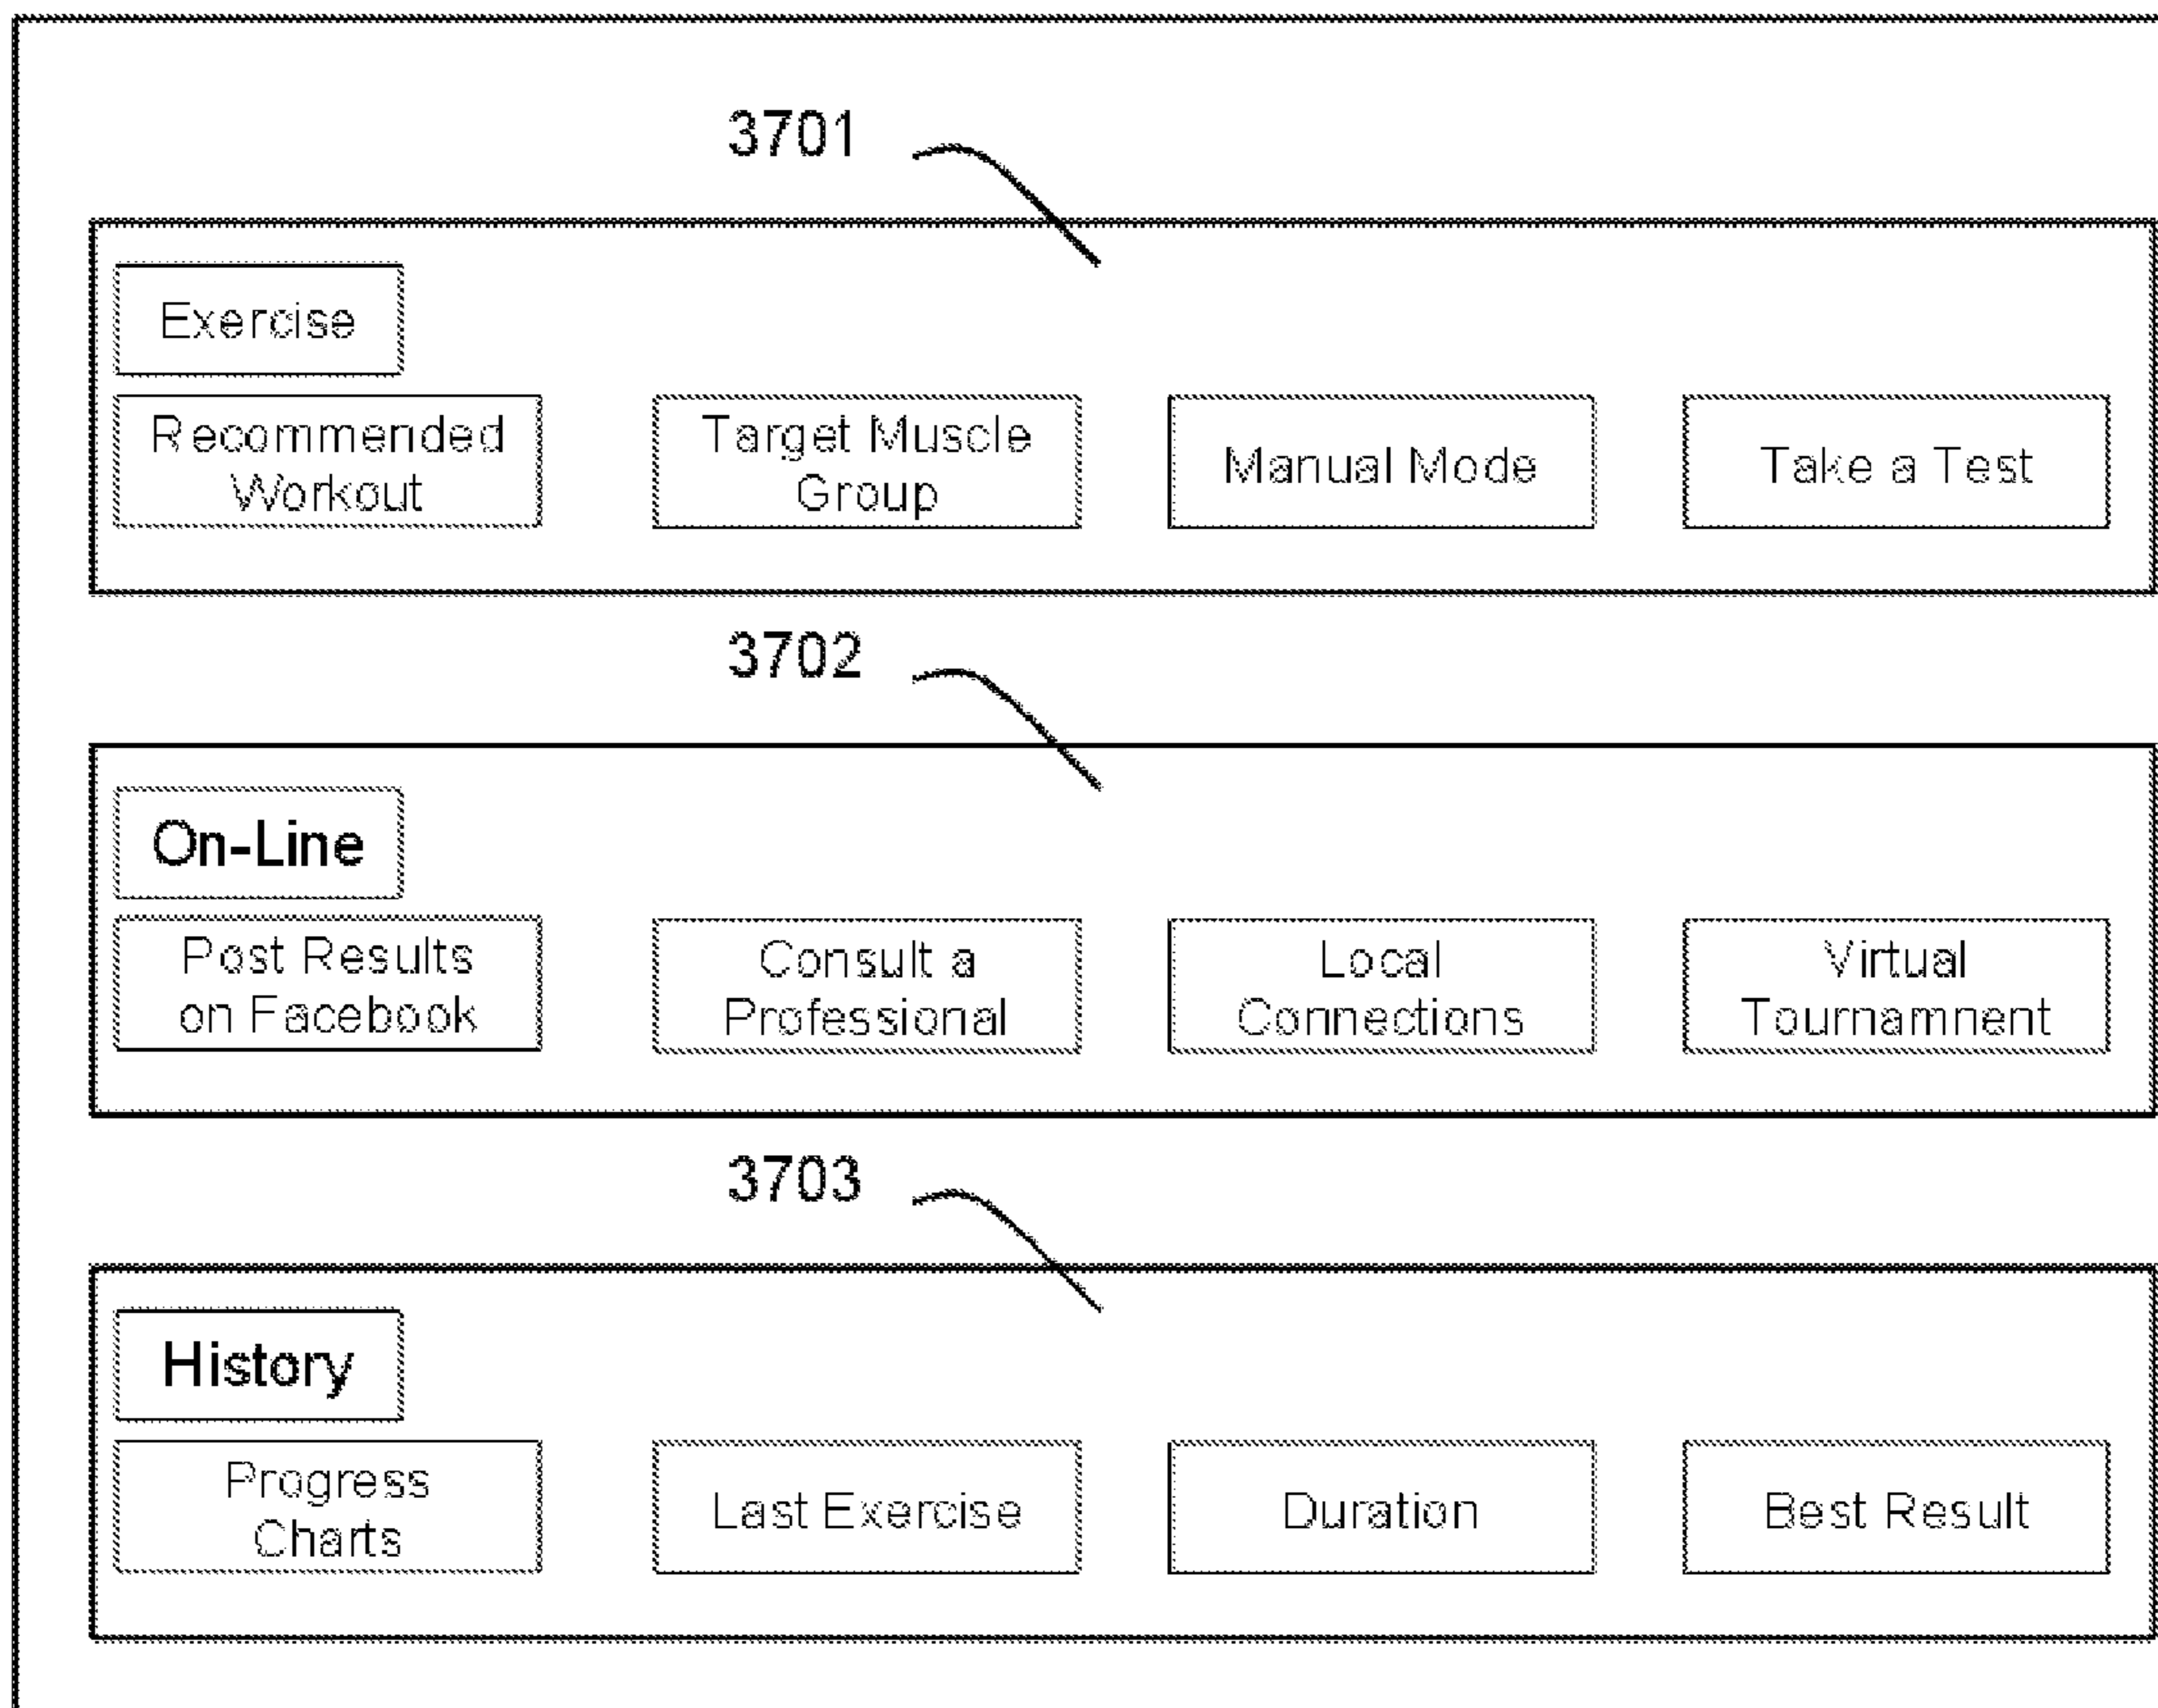 3701
Exercise
Recommended
Workout
Target Muscle
Group
Manual Mode
Take a Test
3702
On-Line
Post Results
on Facebook
Consult a
Professional
Local
Connections
Virtual
Tournamnent
3703
History
Progress
Charts
Last Exercise
Duration
Best Result